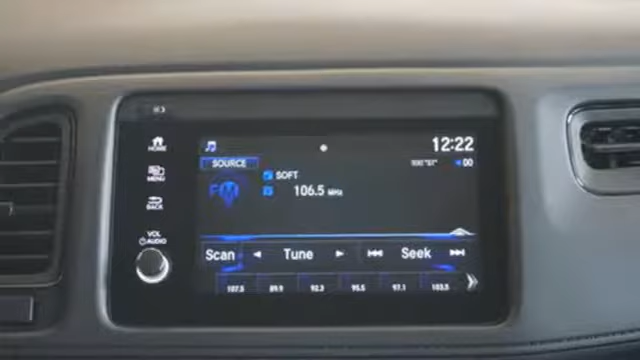 12:22
HOME
SOURCE
00
MENU
SOFT
FM
106.5 MHz
BACK
VOL
AUDIO
Scan Tune Seek
107.5 89.9 92.3 95.5 97.1 103.5